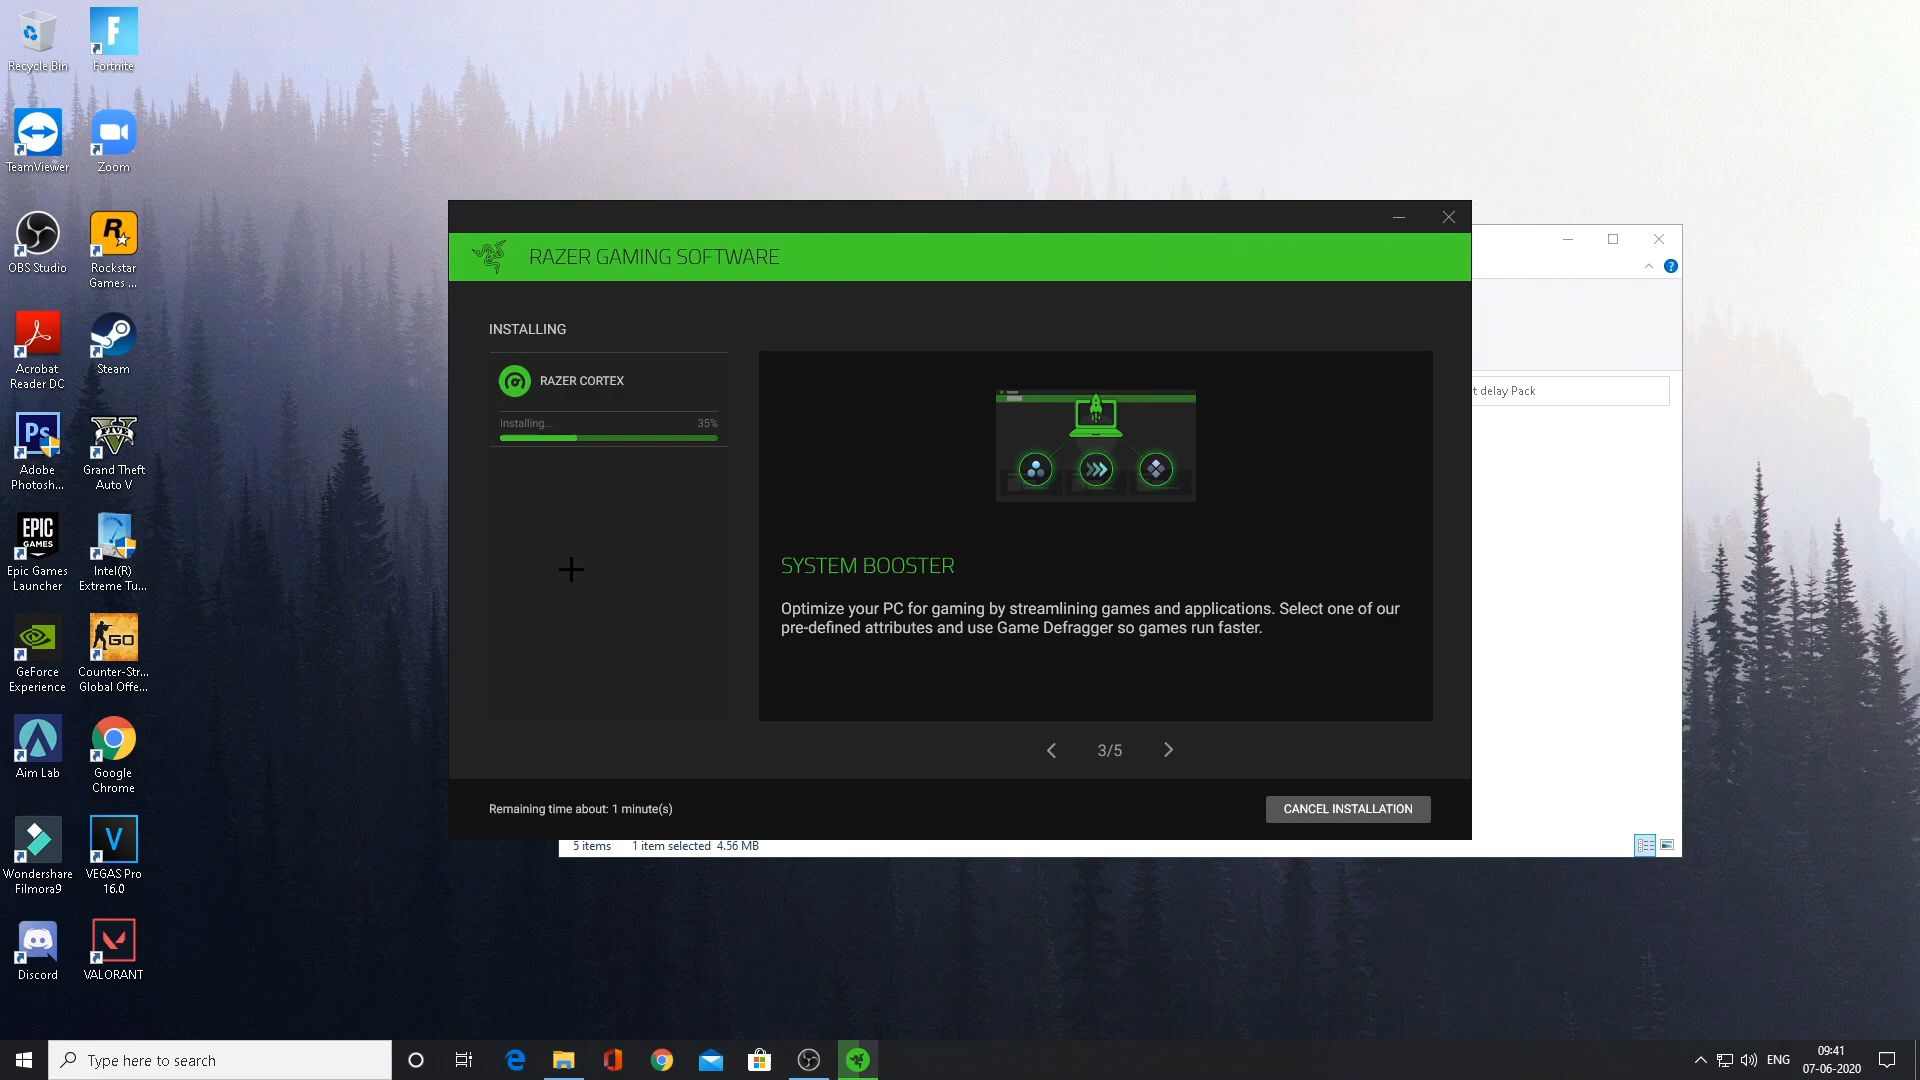 Recycle Bin
Fortnite
TeamViewer
Zoom
OBS Studio
Rockstar
Games ...
Acrobat
Reader DC
Steam
Ps
Adobe
Photosh...
V
FIVE
Grand Theft
Auto V
EPIC
GAMES
Epic Games
Launcher
Intel(R)
Extreme Tu...
GeForce
Experience
GO
Counter-Str...
Global Offe...
Aim Lab
Google
Chrome
Wondershare
Filmora9
V
VEGAS Pro
16.0
Discord
VALORANT
RAZER GAMING SOFTWARE
INSTALLING
RAZER CORTEX
Installing... 35%
SYSTEM BOOSTER
Optimize your PC for gaming by streamlining games and applications. Select one of our
pre-defined attributes and use Game Defragger so games run faster.
3/5
Remaining time about: 1 minute(s)
CANCEL INSTALLATION
t delay Pack
5 items 1 item selected 4.56 MB
Type here to search
ENG
09:41
07-06-2020